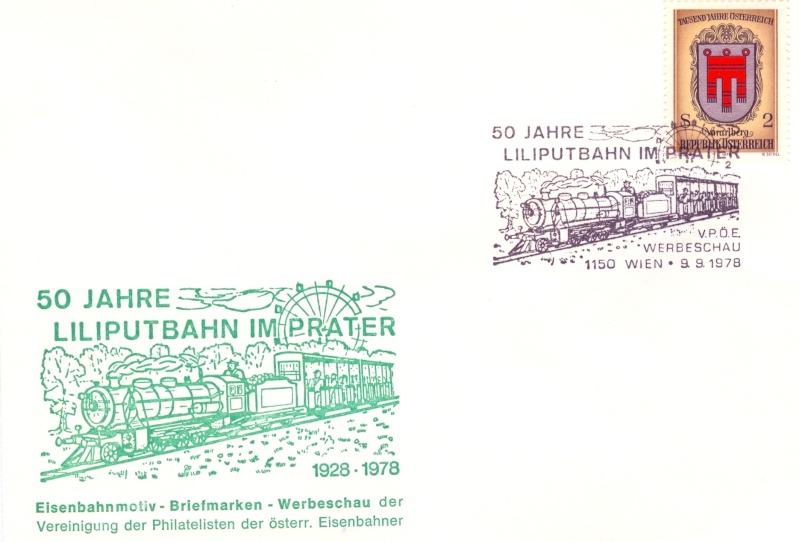 TAUSEND JAHRE ÖSTERREICH
S Vorarlberg 2
REPUBLIK ÖSTERREICH
50 JAHRE
LILIPUTBAHN IM PRATER
2
V.P.Ö.E.
WERBESCHAU
1150 WIEN • 9.9.1978
50 JAHRE
LILIPUTBAHN IM PRATER
1928 · 1978
Eisenbahnmotiv - Briefmarken - Werbeschau der
Vereinigung der Philatelisten der österr. Eisenbahner